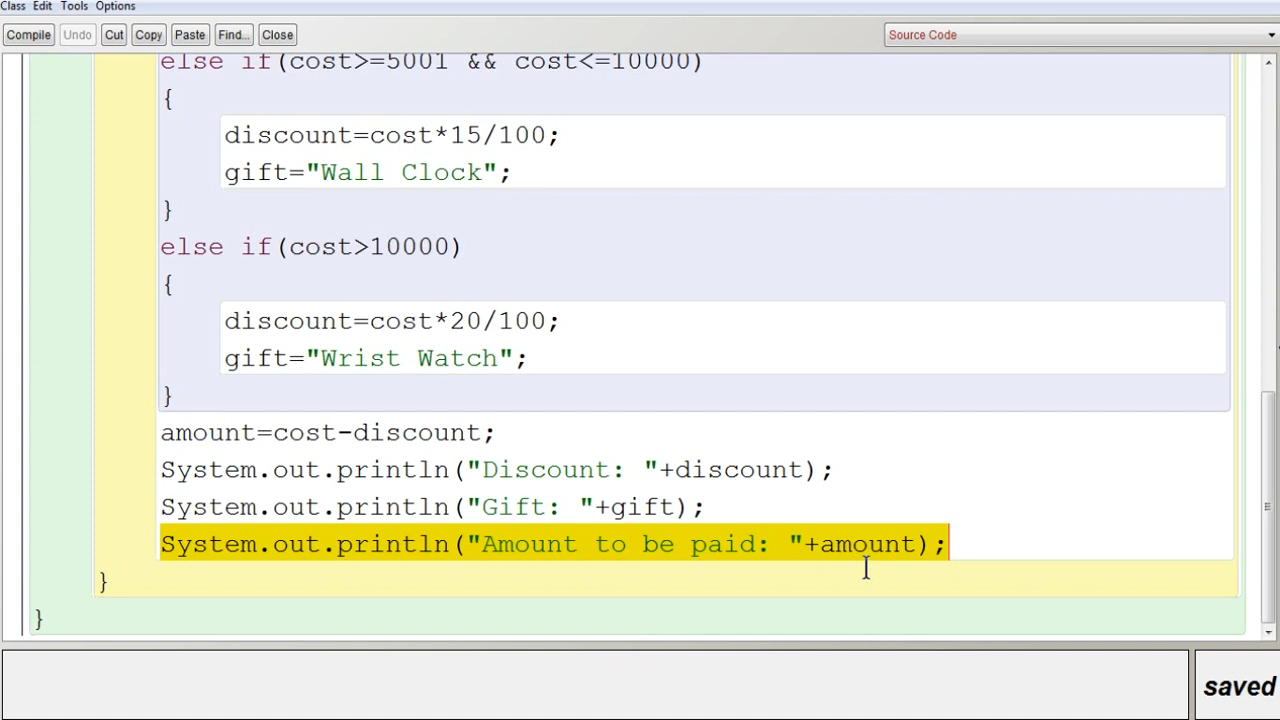 Class Edit Tools Options
Compile Undo Cut Copy Paste Find... Close Source Code
else if(cost>=5001 && cost<=10000)
{
discount=cost*15/100;
gift="Wall Clock";
}
else if(cost>10000)
{
discount=cost*20/100;
gift="Wrist Watch";
}
amount=cost-discount;
System.out.println("Discount: "+discount);
System.out.println("Gift: "+gift);
System.out.println("Amount to be paid: "+amount);
}
}
saved